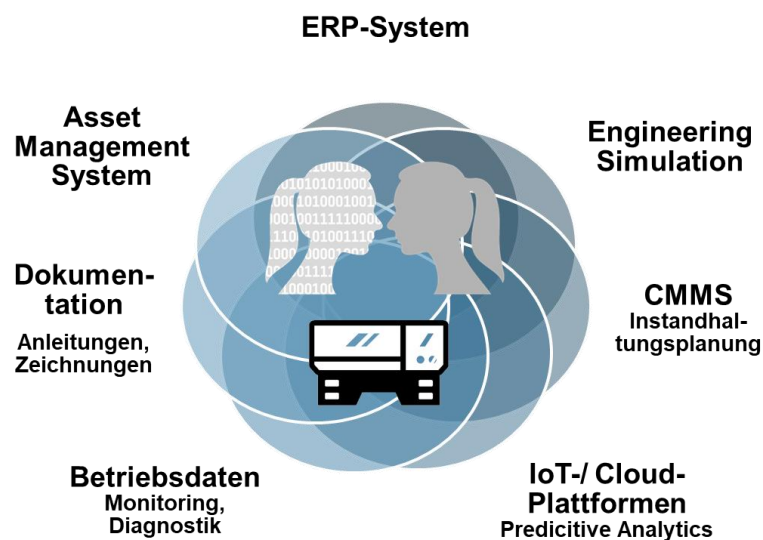 ERP-System
Asset
Management
System
Engineering
Simulation
Dokumen-
tation
Anleitungen,
Zeichnungen
CMMS
Instandhal-
tungsplanung
Betriebsdaten
Monitoring,
Diagnostik
IoT-/ Cloud-
Plattformen
Predicitive Analytics